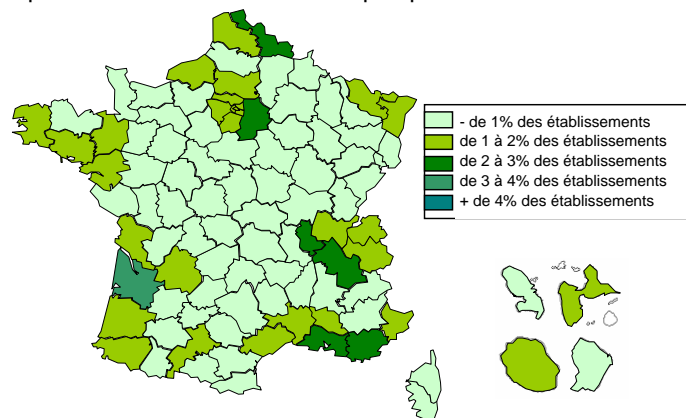 - de 1% des établissements
de 1 à 2% des établissements
de 2 à 3% des établissements
de 3 à 4% des établissements
+ de 4% des établissements